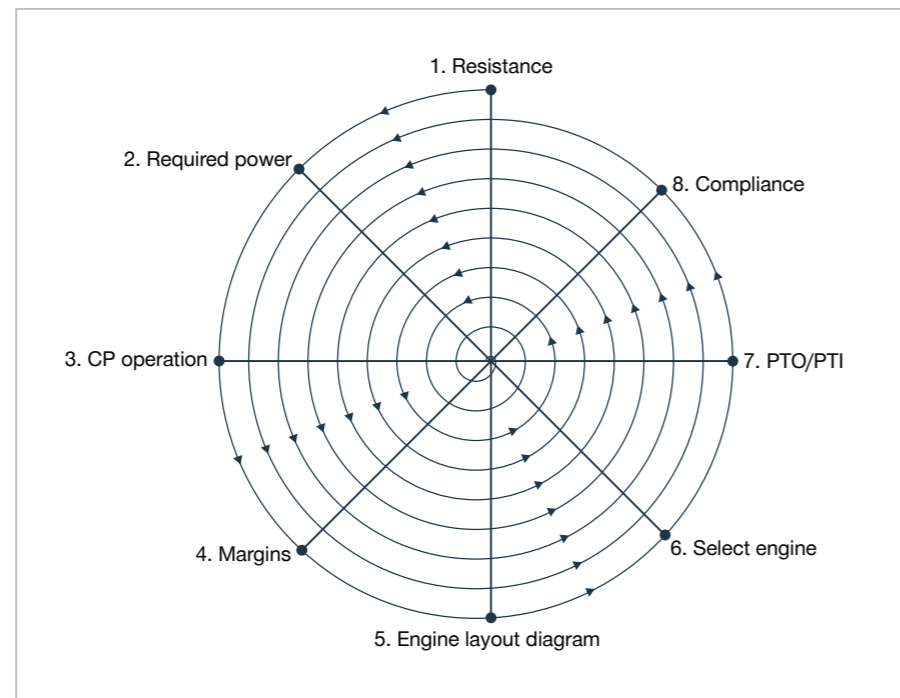 1. Resistance
2. Required power
8. Compliance
3. CP operation
7. PTO/PTI
4. Margins
6. Select engine
5. Engine layout diagram